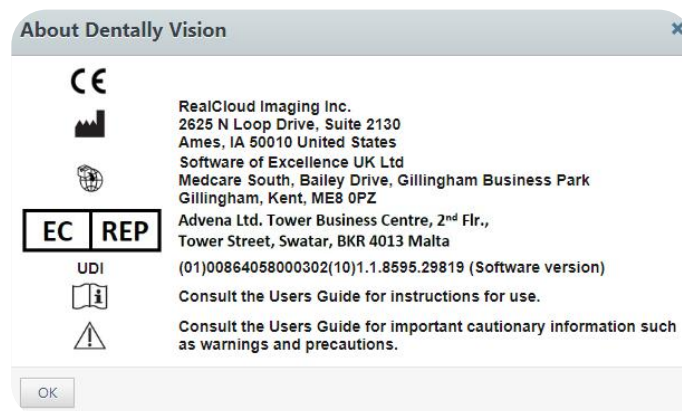 About Dentally Vision
CE
RealCloud Imaging Inc.
2625 N Loop Drive, Suite 2130
Ames, IA 50010 United States
Software of Excellence UK Ltd
Medcare South, Bailey Drive, Gillingham Business Park
Gillingham, Kent, ME8 0PZ
EC REP
Advena Ltd. Tower Business Centre, 2nd Flr.,
Tower Street, Swatar, BKR 4013 Malta
UDI
(01)00864058000302(10)1.1.8595.29819 (Software version)
Consult the Users Guide for instructions for use.
Consult the Users Guide for important cautionary information such
as warnings and precautions.
OK